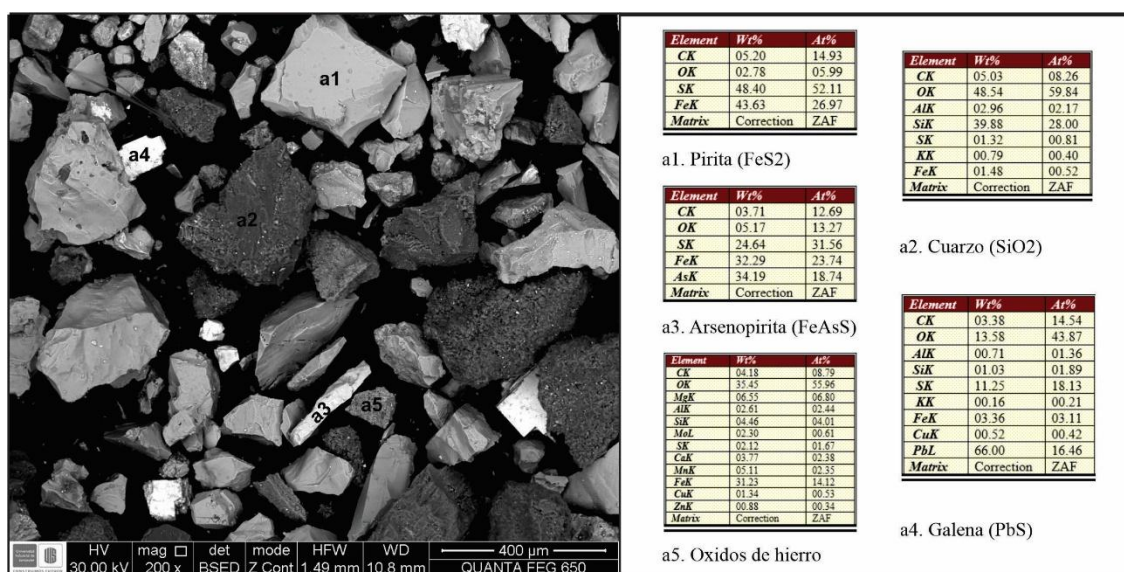 a1
a4
a2
a3
a5
HV mag □ det mode HFW WD 400 µm
30.00 kV 200 x BSED Z Cont 1.49 mm 10.8 mm QUANTA FEG 650
Element Wt% At%
CK 05.20 14.93
OK 02.78 05.99
SK 48.40 52.11
FeK 43.63 26.97
Matrix Correction ZAF
a1. Pirita (FeS2)
Element Wt% At%
CK 03.71 12.69
OK 05.17 13.27
SK 24.64 31.56
FeK 32.29 23.74
AsK 34.19 18.74
Matrix Correction ZAF
a3. Arsenopirita (FeAsS)
Element Wt% At%
CK 04.18 08.79
OK 35.45 55.96
MgK 06.55 06.80
AlK 02.61 02.44
SiK 04.46 04.01
MoL 02.30 00.61
SK 02.12 01.67
CaK 03.77 02.38
MnK 05.11 02.35
FeK 31.23 14.12
CuK 01.34 00.53
ZnK 00.88 00.34
Matrix Correction ZAF
a5. Oxidos de hierro
Element Wt% At%
CK 05.03 08.26
OK 48.54 59.84
AlK 02.96 02.17
SiK 39.88 28.00
SK 01.32 00.81
KK 00.79 00.40
FeK 01.48 00.52
Matrix Correction ZAF
a2. Cuarzo (SiO2)
Element Wt% At%
CK 03.38 14.54
OK 13.58 43.87
AlK 00.71 01.36
SiK 01.03 01.89
SK 11.25 18.13
KK 00.16 00.21
FeK 03.36 03.11
CuK 00.52 00.42
PbL 66.00 16.46
Matrix Correction ZAF
a4. Galena (PbS)